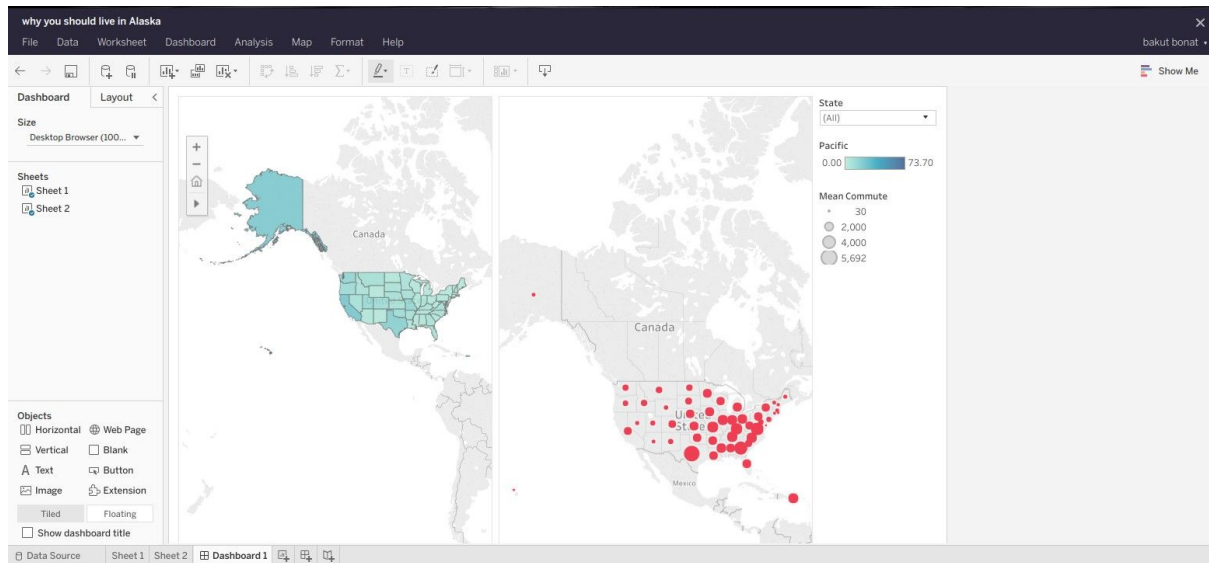 why you should live in Alaska
File Data Worksheet Dashboard Analysis Map Format Help
bakut bonat
Show Me
Dashboard Layout
Size
Desktop Browser (100...
Sheets
Sheet 1
Sheet 2
Objects
Horizontal Web Page
Vertical Blank
Text Button
Image Extension
Tiled Floating
Show dashboard title
Canada
Canada
United
States
Mexico
State
(All)
Pacific
0.00 73.70
Mean Commute
30
2,000
4,000
5,692
Data Source Sheet 1 Sheet 2 Dashboard 1